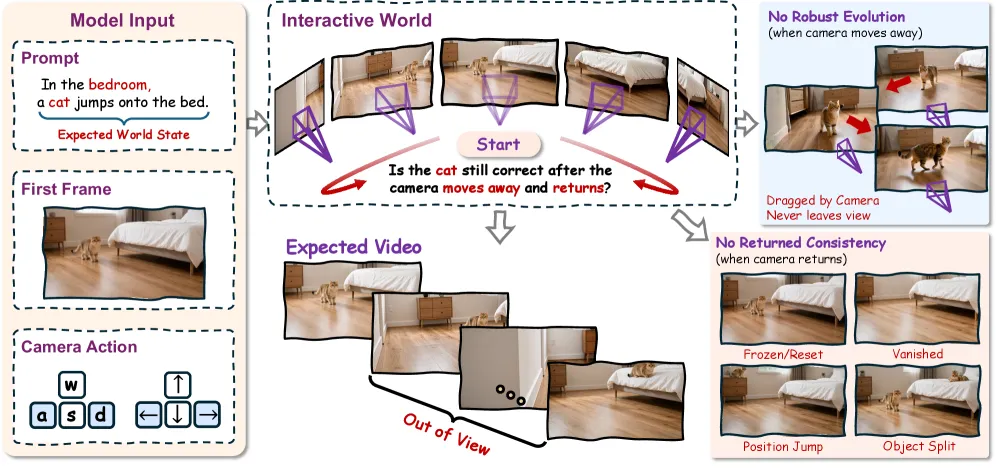 Model Input
Prompt
In the bedroom,
a cat jumps onto the bed.
Expected World State
First Frame
Camera Action
w
a s d
↑
← ↓ →
Interactive World
Start
Is the cat still correct after the
camera moves away and returns?
Expected Video
Out of View
No Robust Evolution
(when camera moves away)
Dragged by Camera
Never leaves view
No Returned Consistency
(when camera returns)
Frozen/Reset
Vanished
Position Jump
Object Split